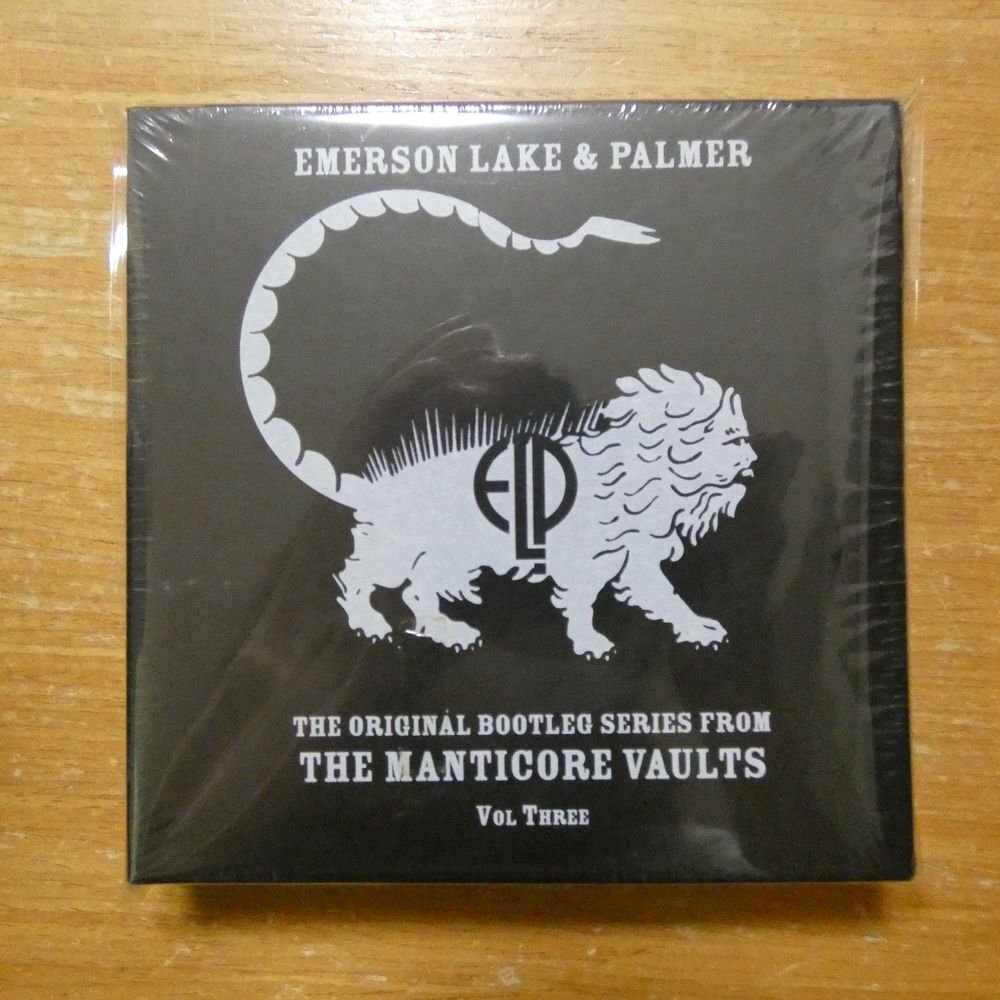 EMERSON LAKE & PALMER
ELP
THE ORIGINAL BOOTLEG SERIES FROM
THE MANTICORE VAULTS
VOL THREE